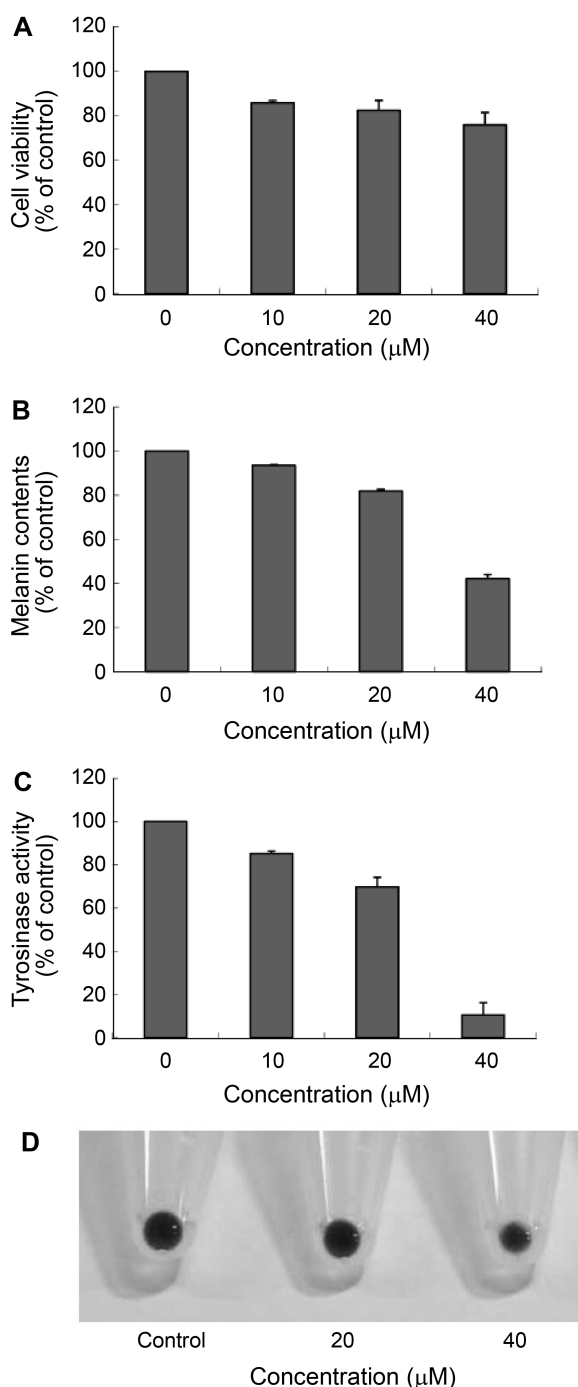 A
Cell viability
(% of control)
120
100
80
60
40
20
0
0 10 20 40
Concentration (μM)
B
Melanin contents
(% of control)
120
100
80
60
40
20
0
0 10 20 40
Concentration (μM)
C
Tyrosinase activity
(% of control)
120
100
80
60
40
20
0
0 10 20 40
Concentration (μM)
D
Control 20 40
Concentration (μM)